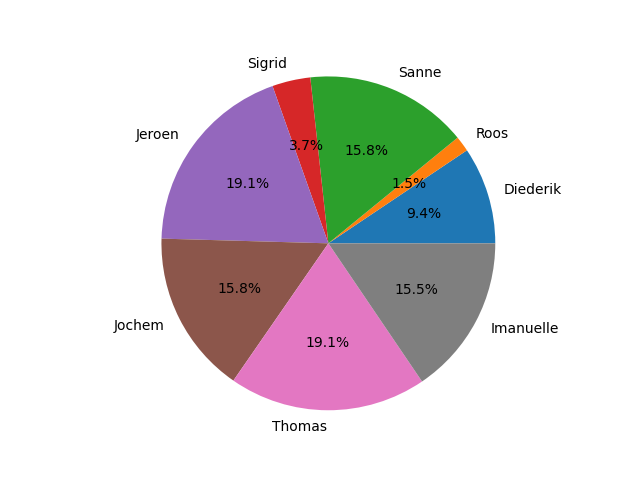 Sigrid
Sanne
Jeroen
Roos
3.7%
15.8%
19.1%
1.5%
Diederik
9.4%
15.8%
15.5%
Jochem
Imanuelle
19.1%
Thomas